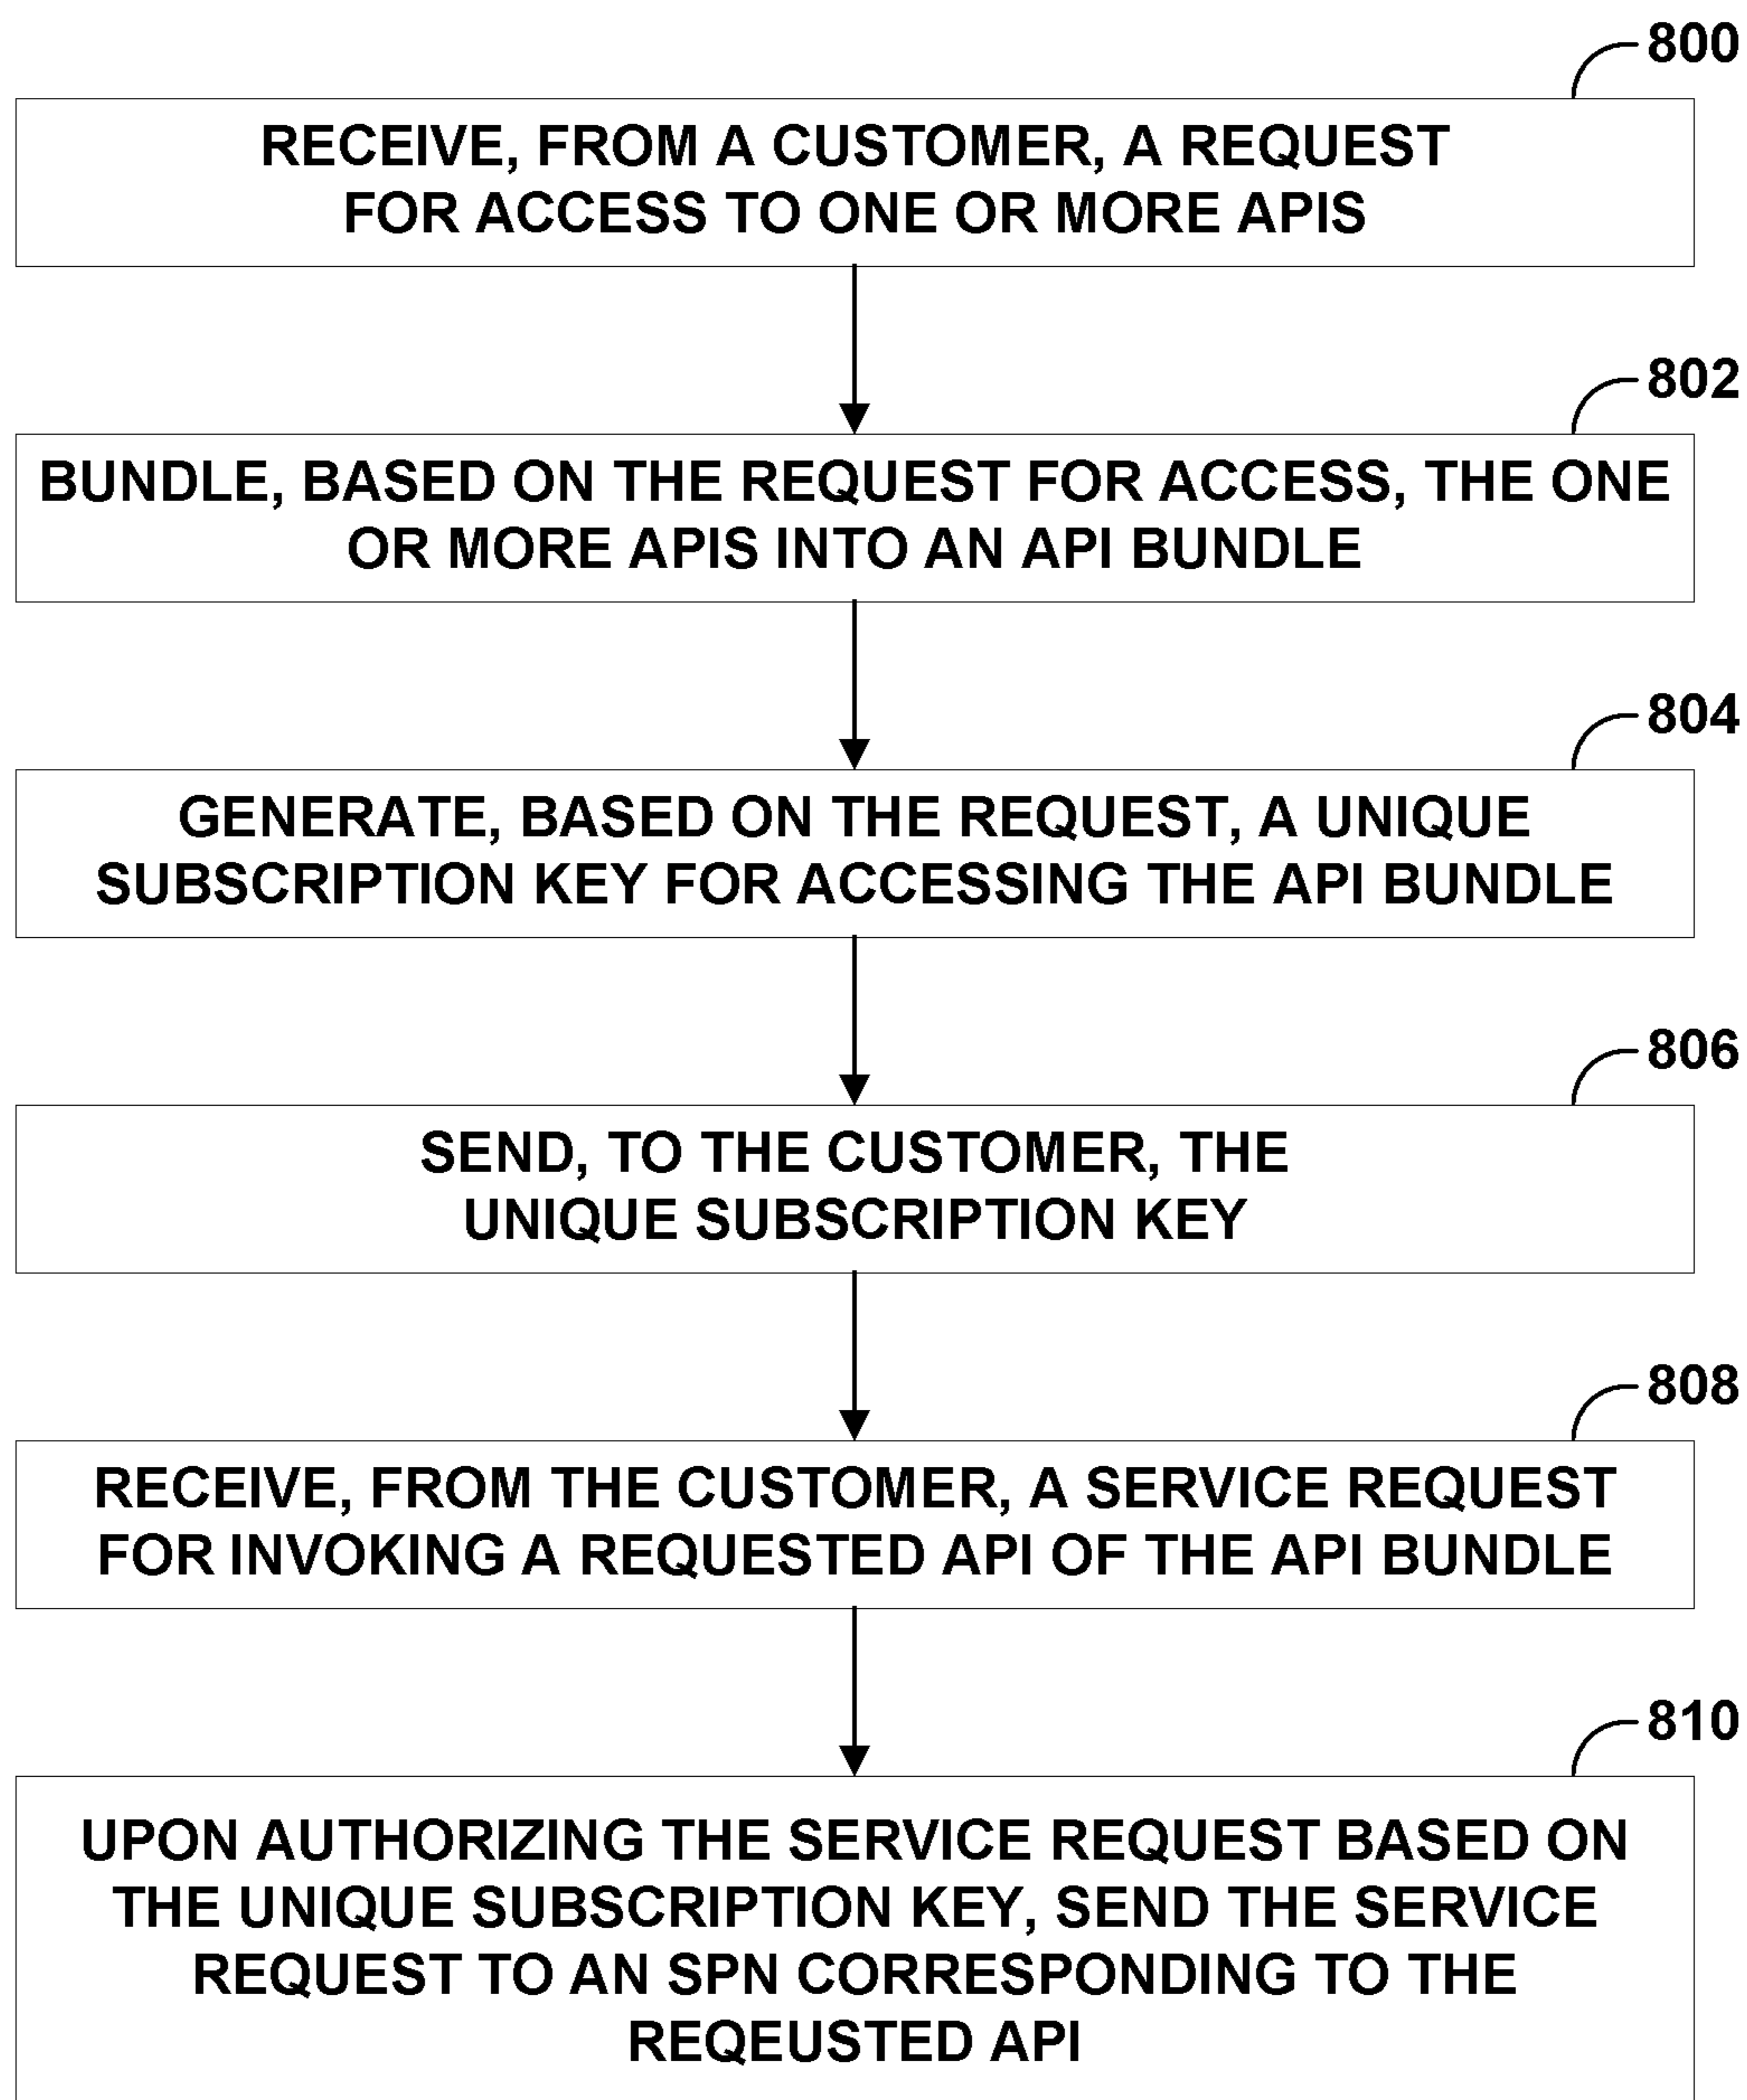 800
RECEIVE, FROM A CUSTOMER, A REQUEST
FOR ACCESS TO ONE OR MORE APIS
802
BUNDLE, BASED ON THE REQUEST FOR ACCESS, THE ONE
OR MORE APIS INTO AN API BUNDLE
804
GENERATE, BASED ON THE REQUEST, A UNIQUE
SUBSCRIPTION KEY FOR ACCESSING THE API BUNDLE
806
SEND, TO THE CUSTOMER, THE
UNIQUE SUBSCRIPTION KEY
808
RECEIVE, FROM THE CUSTOMER, A SERVICE REQUEST
FOR INVOKING A REQUESTED API OF THE API BUNDLE
810
UPON AUTHORIZING THE SERVICE REQUEST BASED ON
THE UNIQUE SUBSCRIPTION KEY, SEND THE SERVICE
REQUEST TO AN SPN CORRESPONDING TO THE
REQEUSTED API